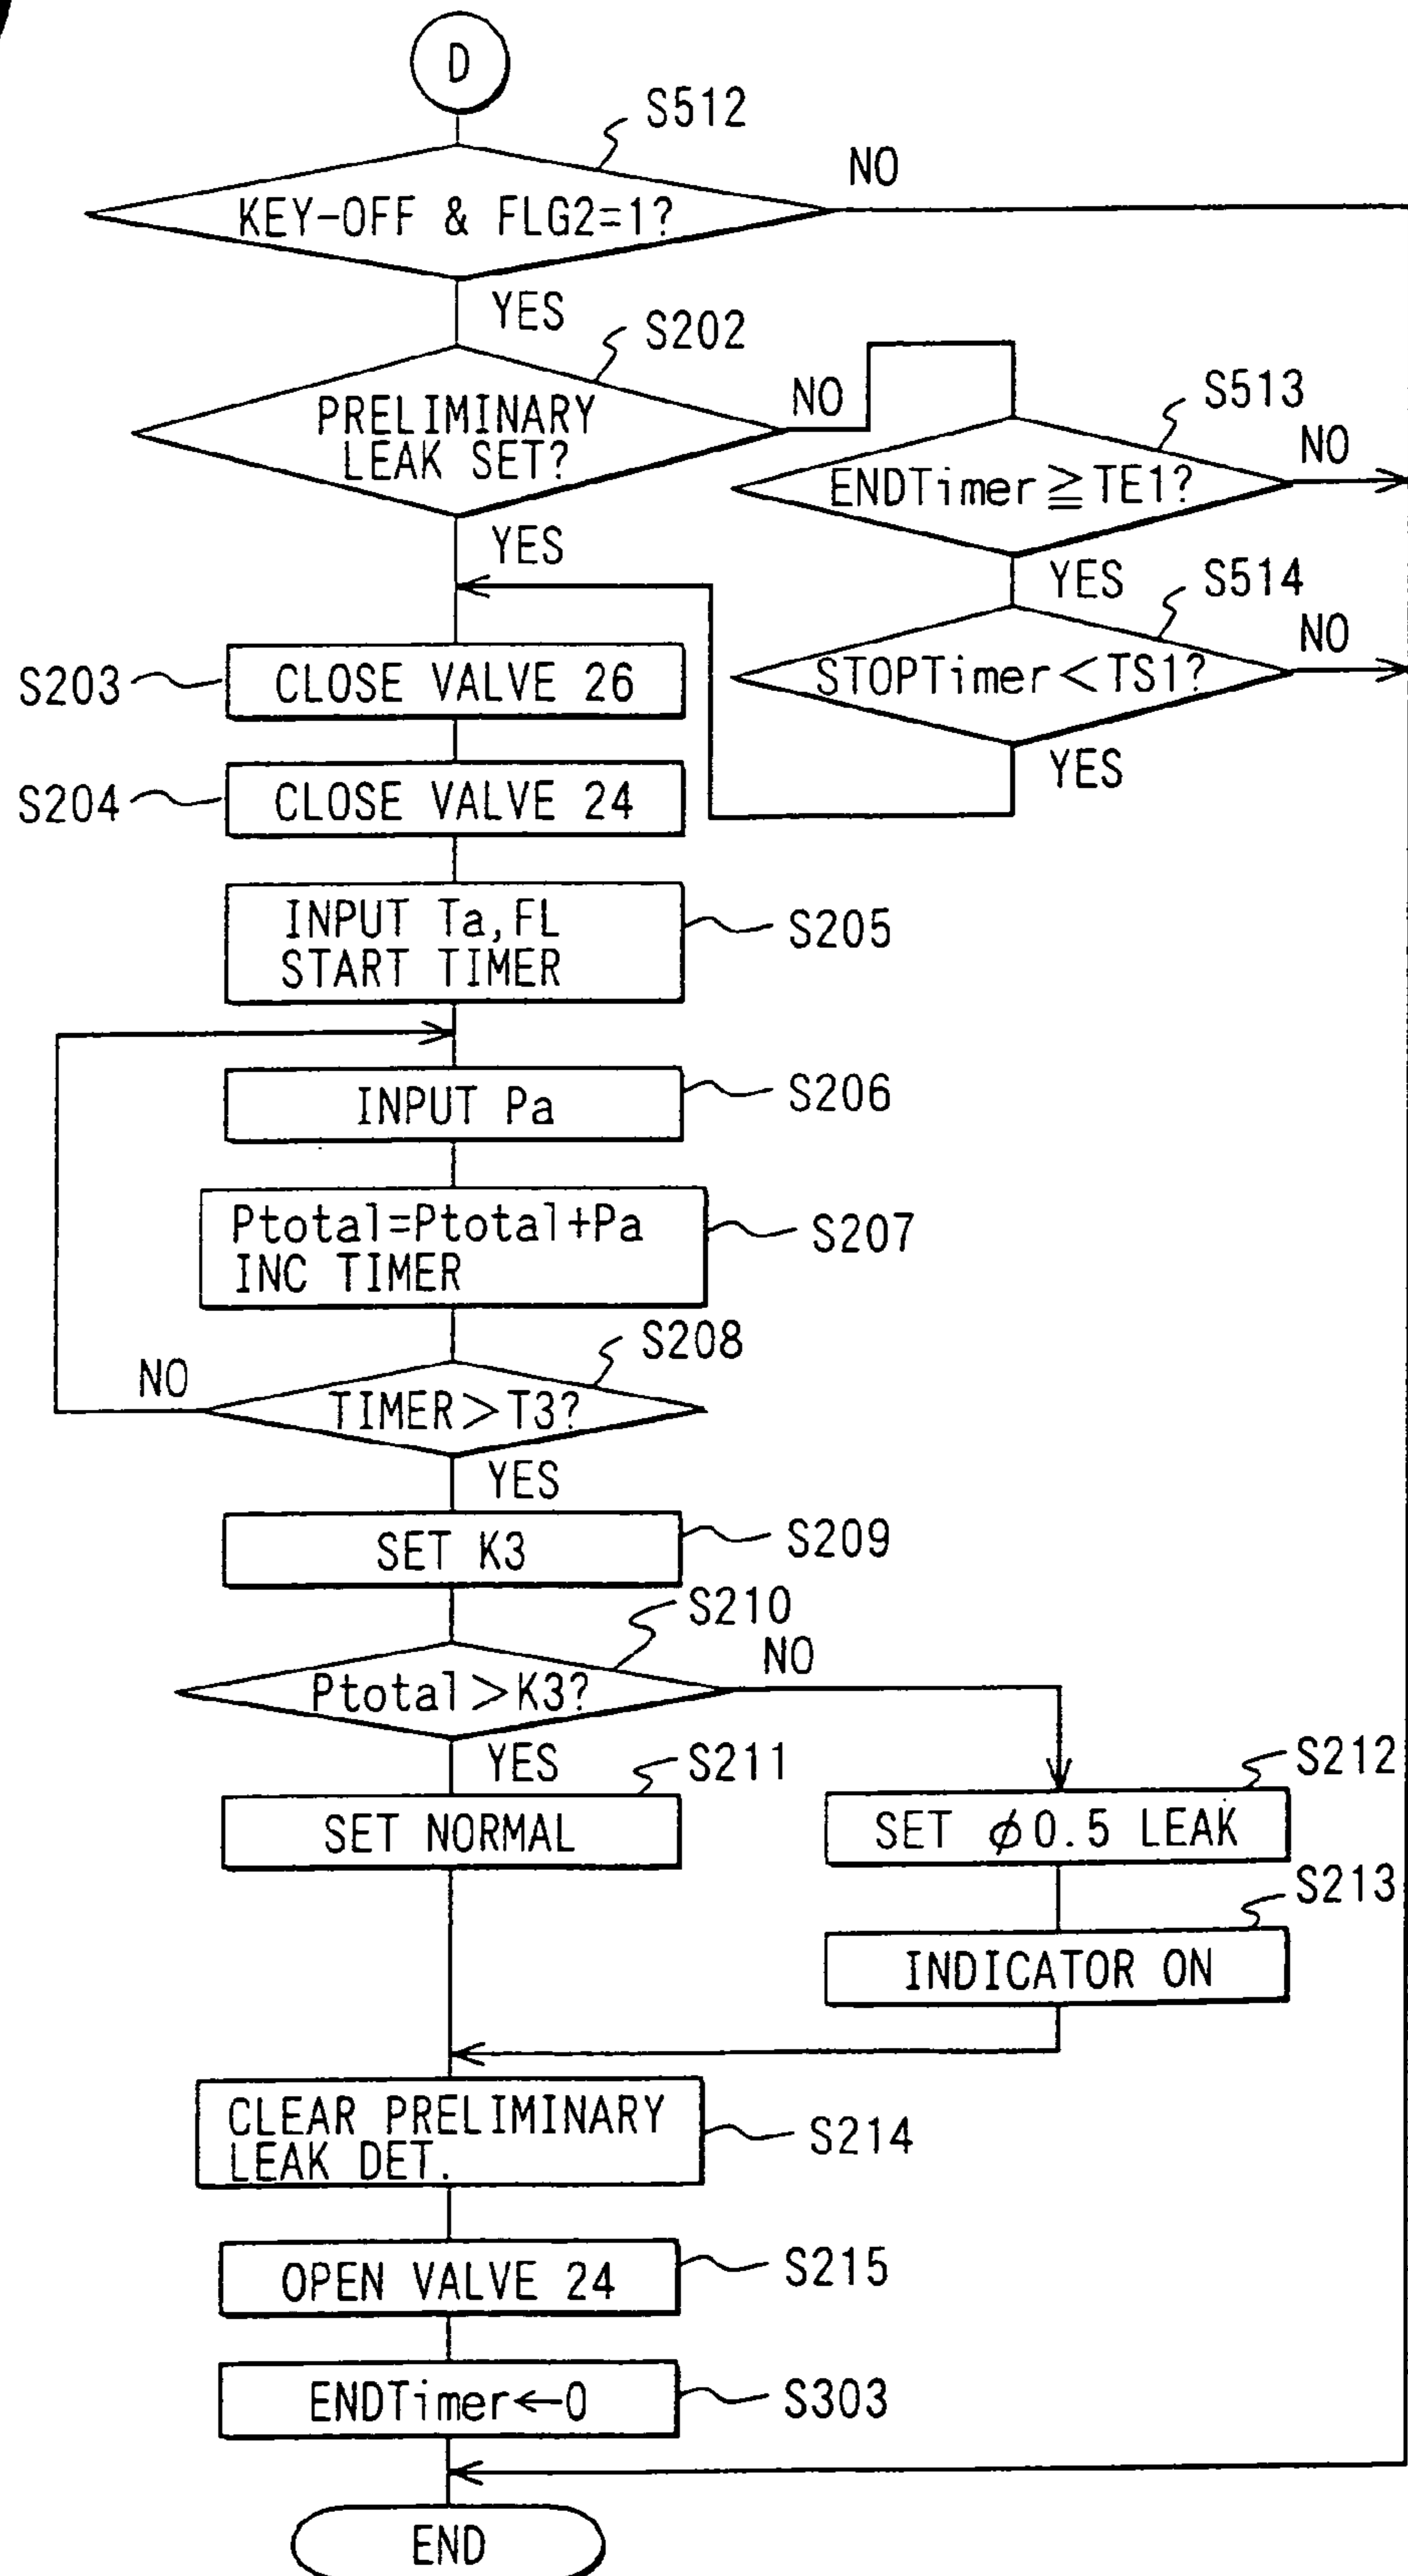 D
S512
NO
KEY-OFF & FLG2=1?
YES
S202
PRELIMINARY
LEAK SET?
NO
S513
NO
ENDTimer≧TE1?
YES
YES
S514
NO
STOPTimer<TS1?
YES
S203
CLOSE VALVE 26
S204
CLOSE VALVE 24
INPUT Ta,FL
START TIMER
S205
INPUT Pa
S206
Ptotal=Ptotal+Pa
INC TIMER
S207
S208
NO
TIMER>T3?
YES
SET K3
S209
S210
NO
Ptotal>K3?
YES
S211
SET NORMAL
S212
SET ϕ0.5 LEAK
S213
INDICATOR ON
CLEAR PRELIMINARY
LEAK DET.
S214
OPEN VALVE 24
S215
ENDTimer←0
S303
END